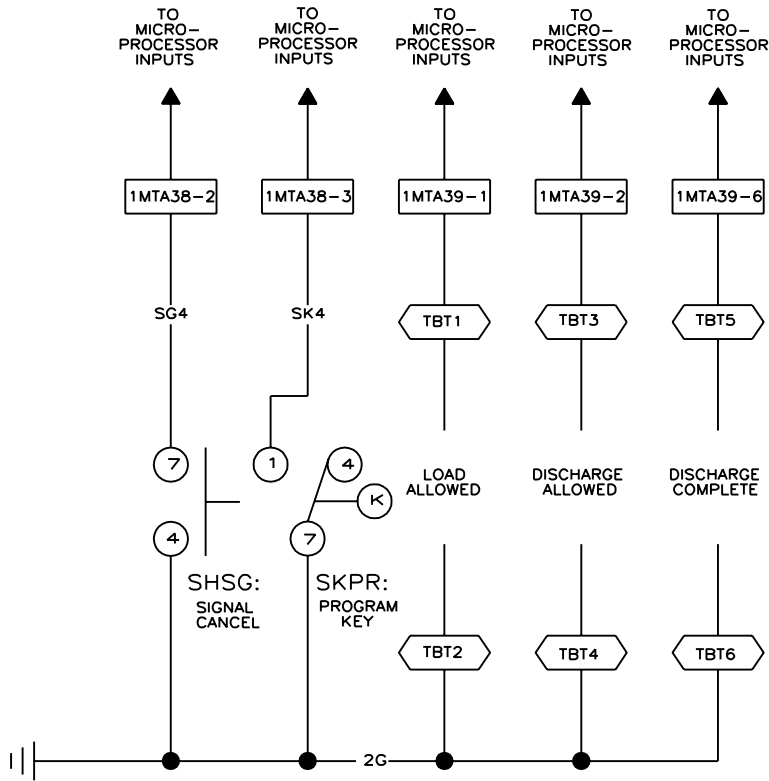 TO
MICRO-
PROCESSOR
INPUTS
TO
MICRO-
PROCESSOR
INPUTS
TO
MICRO-
PROCESSOR
INPUTS
TO
MICRO-
PROCESSOR
INPUTS
TO
MICRO-
PROCESSOR
INPUTS
1MTA38-2
1MTA38-3
1MTA39-1
1MTA39-2
1MTA39-6
SG4
SK4
TBT1
TBT3
TBT5
7
1
4
LOAD
ALLOWED
DISCHARGE
ALLOWED
DISCHARGE
COMPLETE
K
4
7
SHSG:
SIGNAL
CANCEL
SKPR:
PROGRAM
KEY
TBT2
TBT4
TBT6
2G